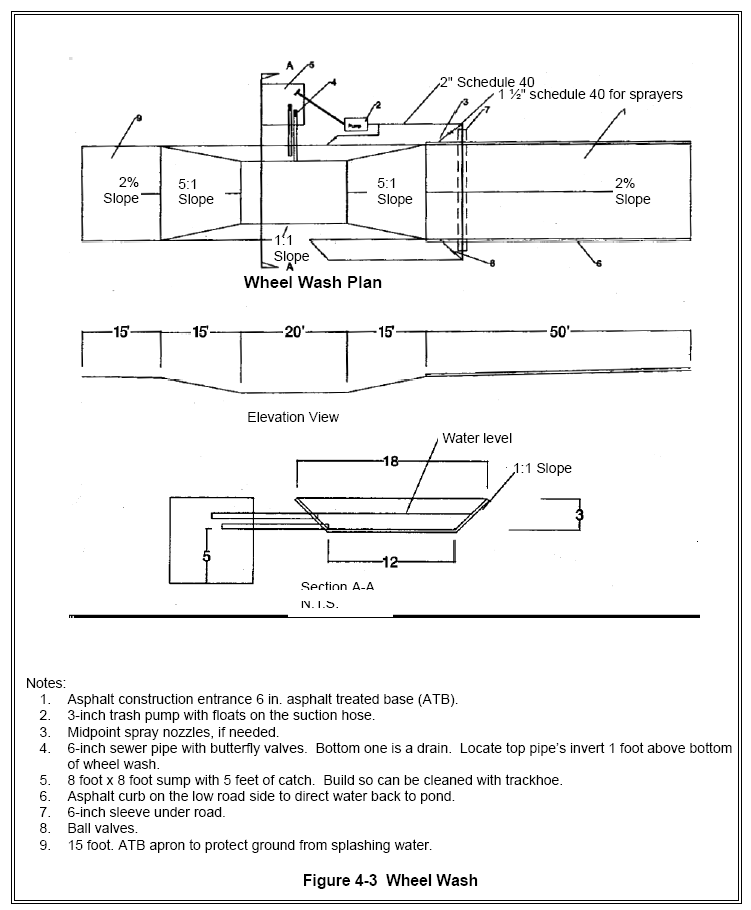 A
5
4
2" Schedule 40
1 ½" schedule 40 for sprayers
9
2
3
7
1
Pump
2%
Slope
5:1
Slope
5:1
Slope
2%
Slope
1:1
Slope
A
8
6
Wheel Wash Plan
15' 15' 20' 15' 50'
Elevation View
Water level
18
1:1 Slope
3
5
12
Section A-A
N.T.S.
Notes:
1. Asphalt construction entrance 6 in. asphalt treated base (ATB).
2. 3-inch trash pump with floats on the suction hose.
3. Midpoint spray nozzles, if needed.
4. 6-inch sewer pipe with butterfly valves. Bottom one is a drain. Locate top pipe's invert 1 foot above bottom
of wheel wash.
5. 8 foot x 8 foot sump with 5 feet of catch. Build so can be cleaned with trackhoe.
6. Asphalt curb on the low road side to direct water back to pond.
7. 6-inch sleeve under road.
8. Ball valves.
9. 15 foot. ATB apron to protect ground from splashing water.
Figure 4-3 Wheel Wash